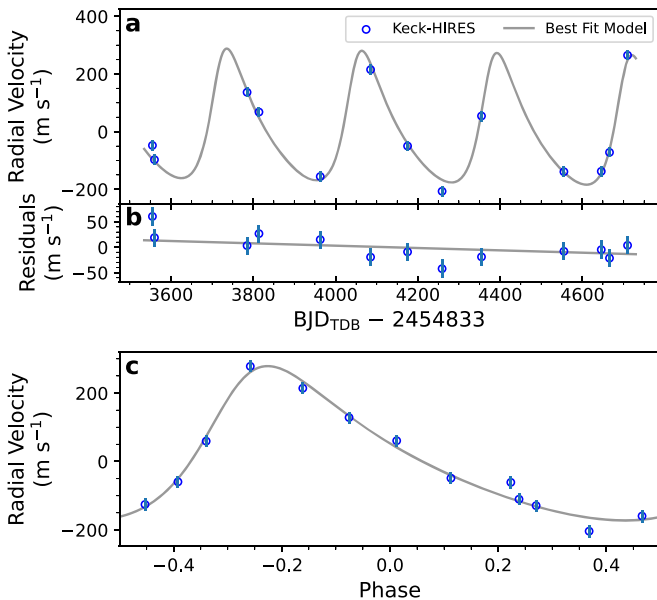 a
Keck-HIRES
Best Fit Model
Radial Velocity
(m s⁻¹)
400
200
0
−200
b
Residuals
50
0
−50
3600 3800 4000 4200 4400 4600
BJD_TDB − 2454833
c
Radial Velocity
(m s⁻¹)
200
0
−200
−0.4 −0.2 0.0 0.2 0.4
Phase